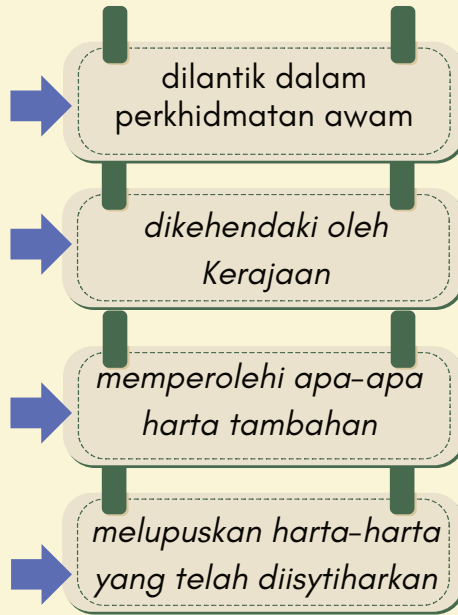 dilantik dalam
perkhidmatan awam
dikehendaki oleh
Kerajaan
memperolehi apa-apa
harta tambahan
melupuskan harta-harta
yang telah diisytiharkan